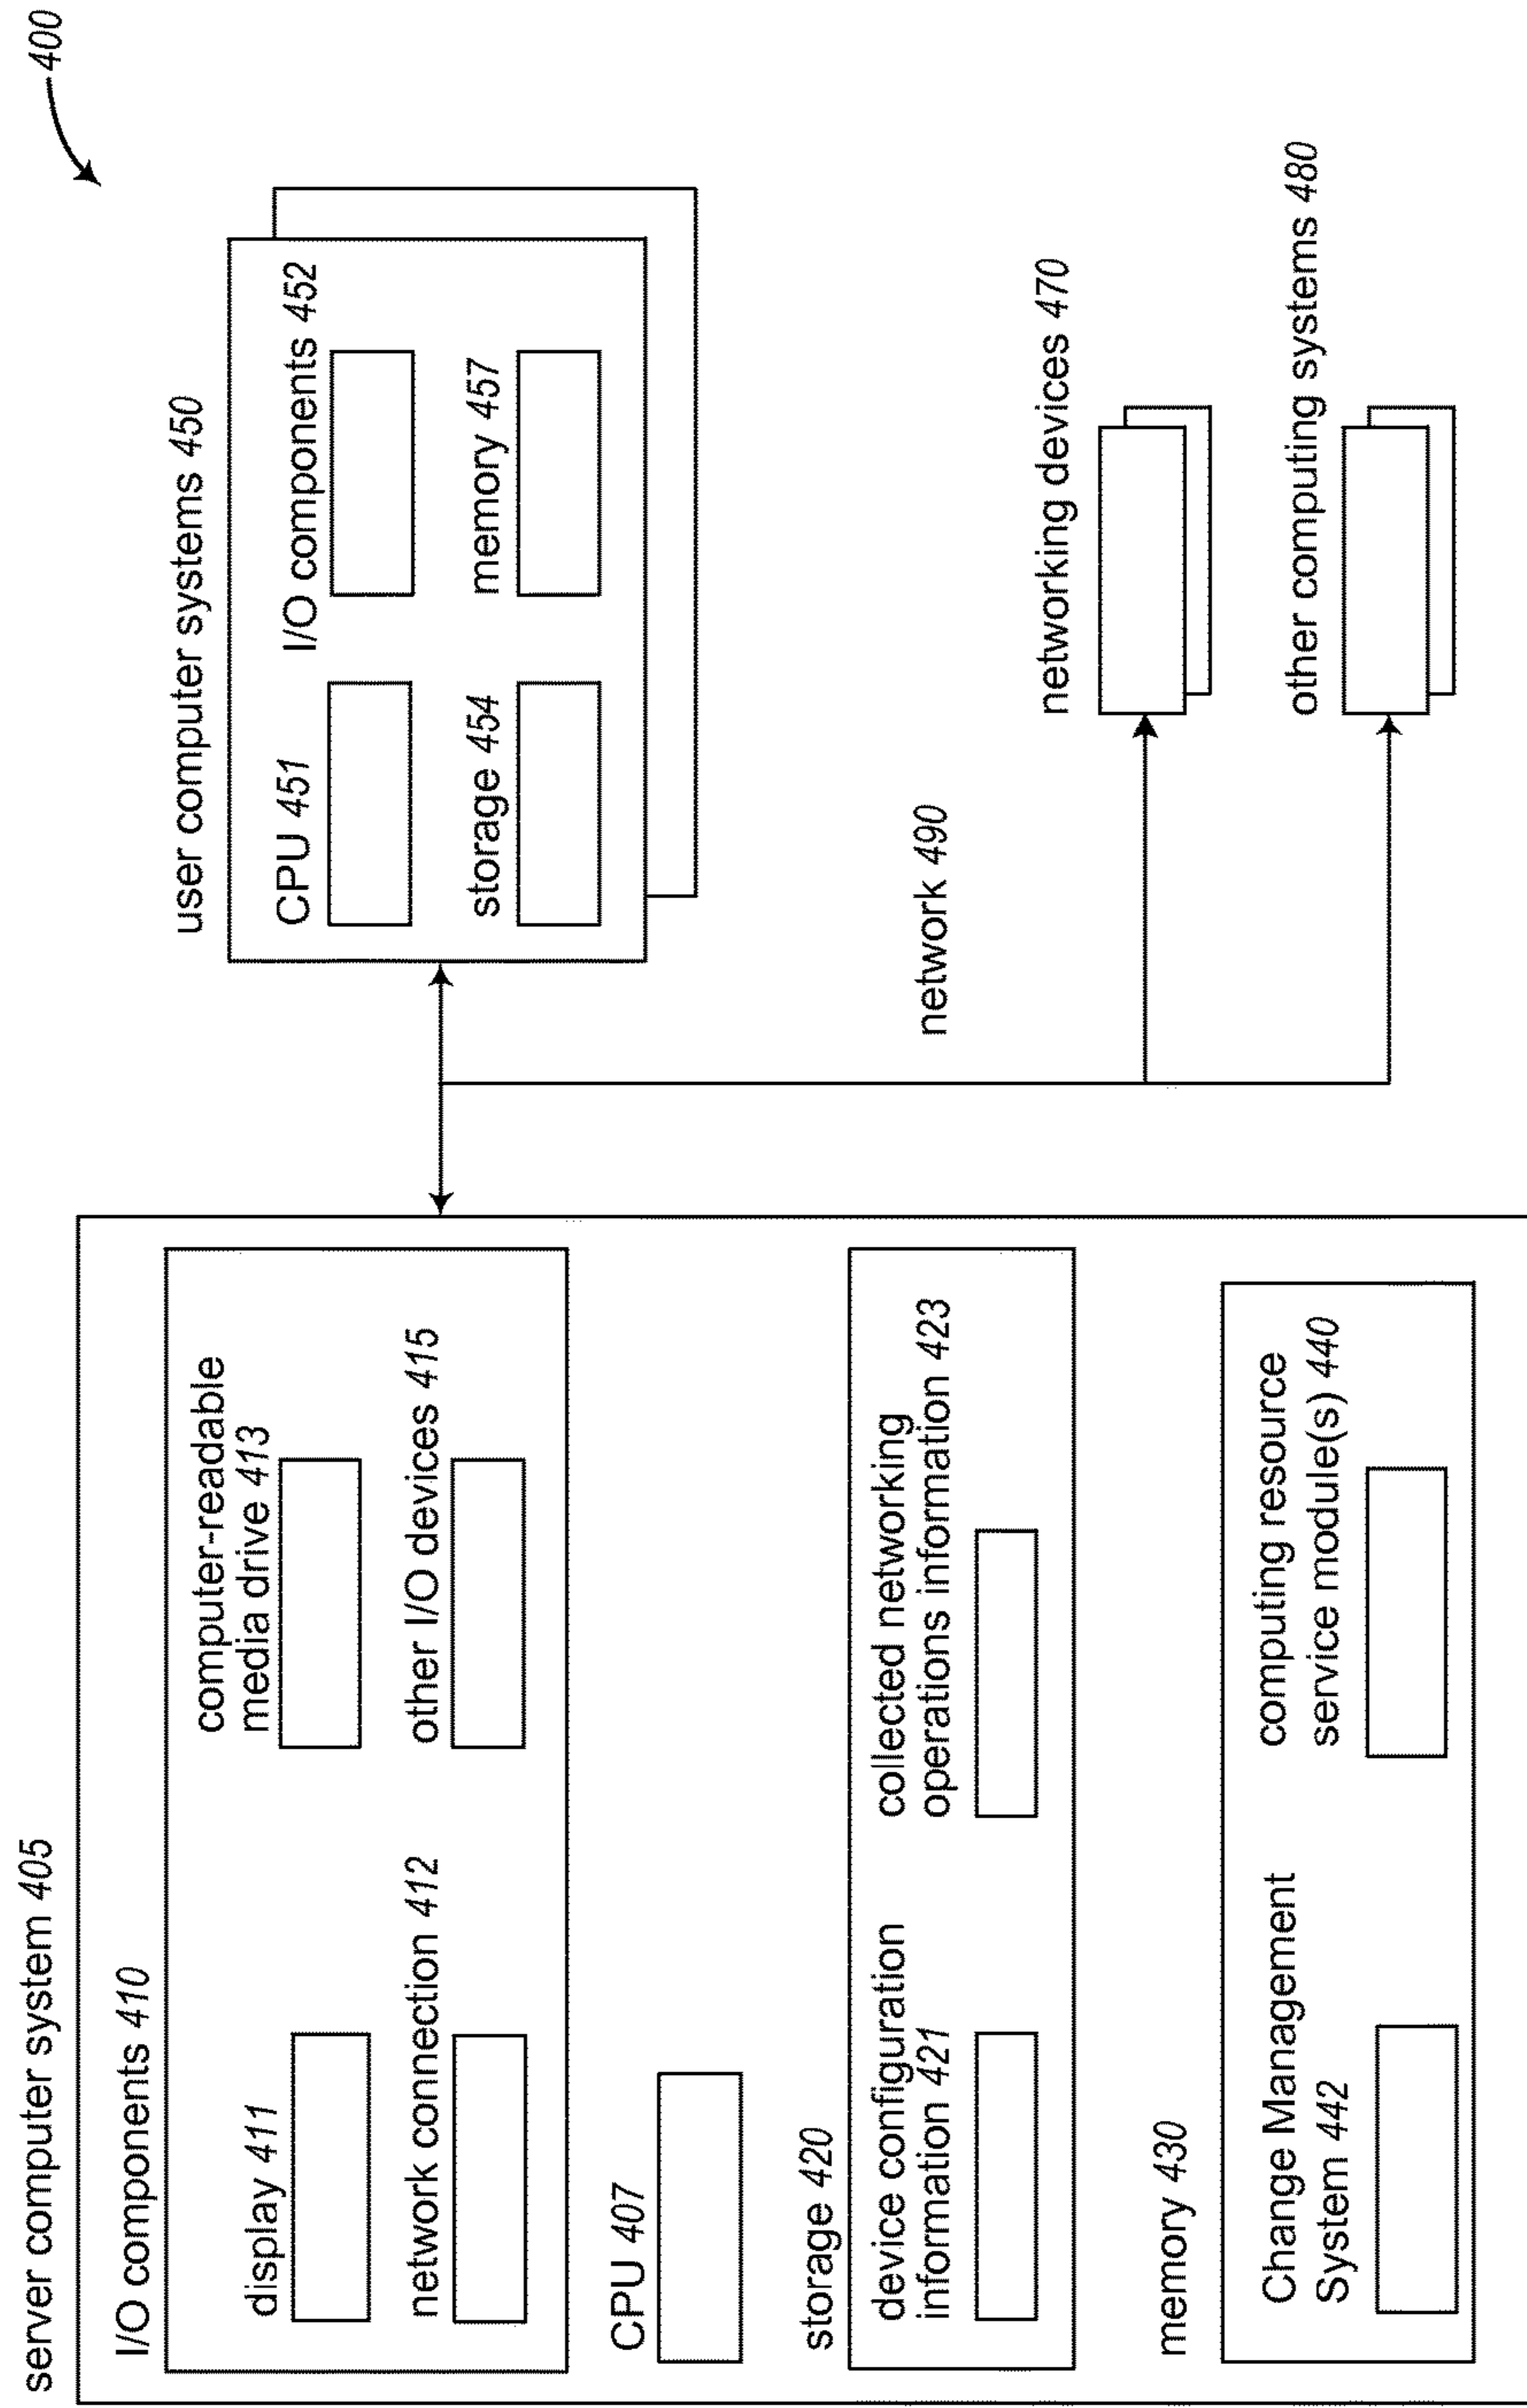 400
server computer system 405
I/O components 410
display 411
computer-readable
media drive 413
network connection 412
other I/O devices 415
CPU 407
storage 420
device configuration
information 421
collected networking
operations information 423
memory 430
Change Management
System 442
computing resource
service module(s) 440
user computer systems 450
CPU 451
I/O components 452
storage 454
memory 457
network 490
networking devices 470
other computing systems 480